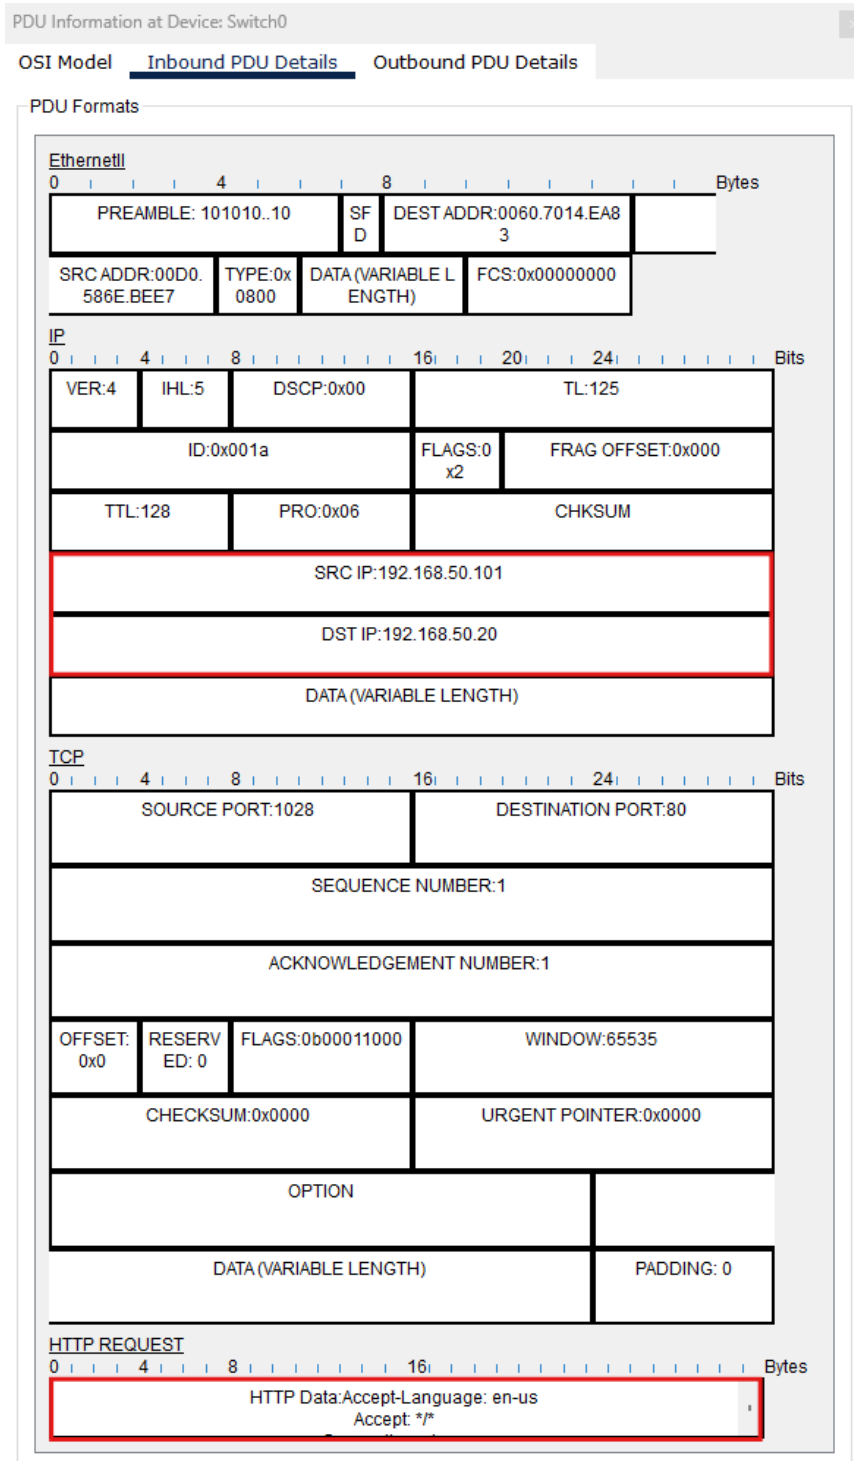 PDU Information at Device: Switch0
OSI Model Inbound PDU Details Outbound PDU Details
PDU Formats
EthernetII
0 4 8 Bytes
PREAMBLE: 101010..10
SF
D
DEST ADDR:0060.7014.EA8
3
SRC ADDR:00D0.
586E.BEE7
TYPE:0x
0800
DATA (VARIABLE L
ENGTH)
FCS:0x00000000
IP
0 4 8 16 20 24 Bits
VER:4 IHL:5 DSCP:0x00 TL:125
ID:0x001a
FLAGS:0
x2
FRAG OFFSET:0x000
TTL:128 PRO:0x06 CHKSUM
SRC IP:192.168.50.101
DST IP:192.168.50.20
DATA (VARIABLE LENGTH)
TCP
0 4 8 16 24 Bits
SOURCE PORT:1028 DESTINATION PORT:80
SEQUENCE NUMBER:1
ACKNOWLEDGEMENT NUMBER:1
OFFSET:
0x0
RESERV
ED: 0
FLAGS:0b00011000
WINDOW:65535
CHECKSUM:0x0000 URGENT POINTER:0x0000
OPTION
DATA (VARIABLE LENGTH) PADDING: 0
HTTP REQUEST
0 4 8 16 Bytes
HTTP Data:Accept-Language: en-us
Accept: */*